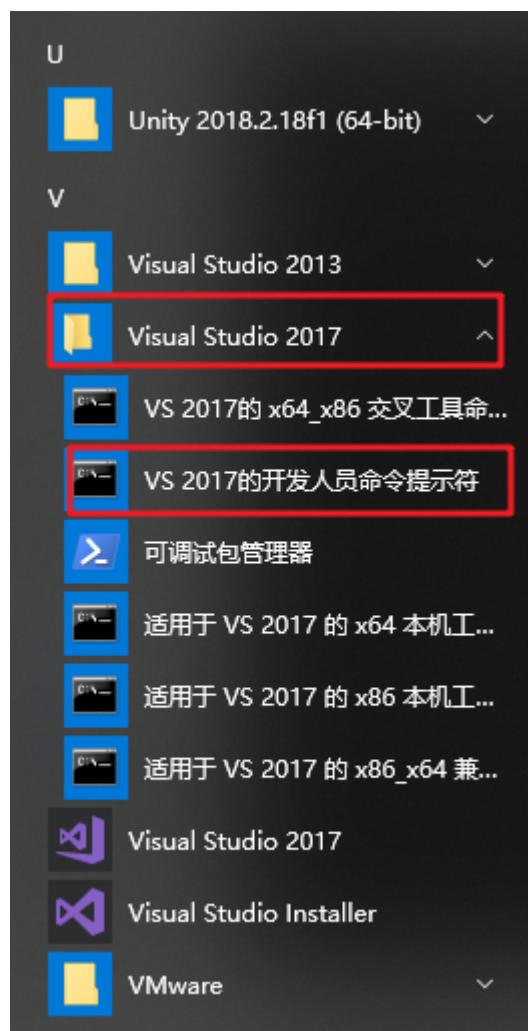 U
Unity 2018.2.18f1 (64-bit)
V
Visual Studio 2013
Visual Studio 2017
VS 2017的 x64_x86 交叉工具命...
VS 2017的开发人员命令提示符
可调试包管理器
适用于 VS 2017 的 x64 本机工...
适用于 VS 2017 的 x86 本机工...
适用于 VS 2017 的 x86_x64 兼...
Visual Studio 2017
Visual Studio Installer
VMware